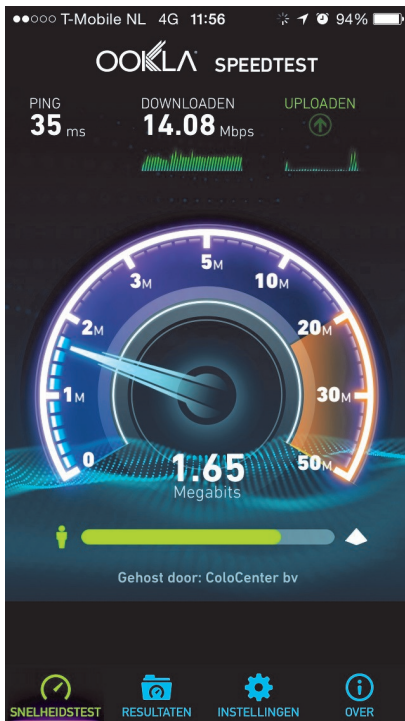 T-Mobile NL 4G 11:56 94%
OOKLA SPEEDTEST
PING DOWNLOADEN UPLOADEN
35 ms 14.08 Mbps
5M
3M 10M
2M 20M
1M 30M
0 50M
1.65
Megabits
Gehost door: ColoCenter bv
SNELHEIDSTEST RESULTATEN INSTELLINGEN OVER